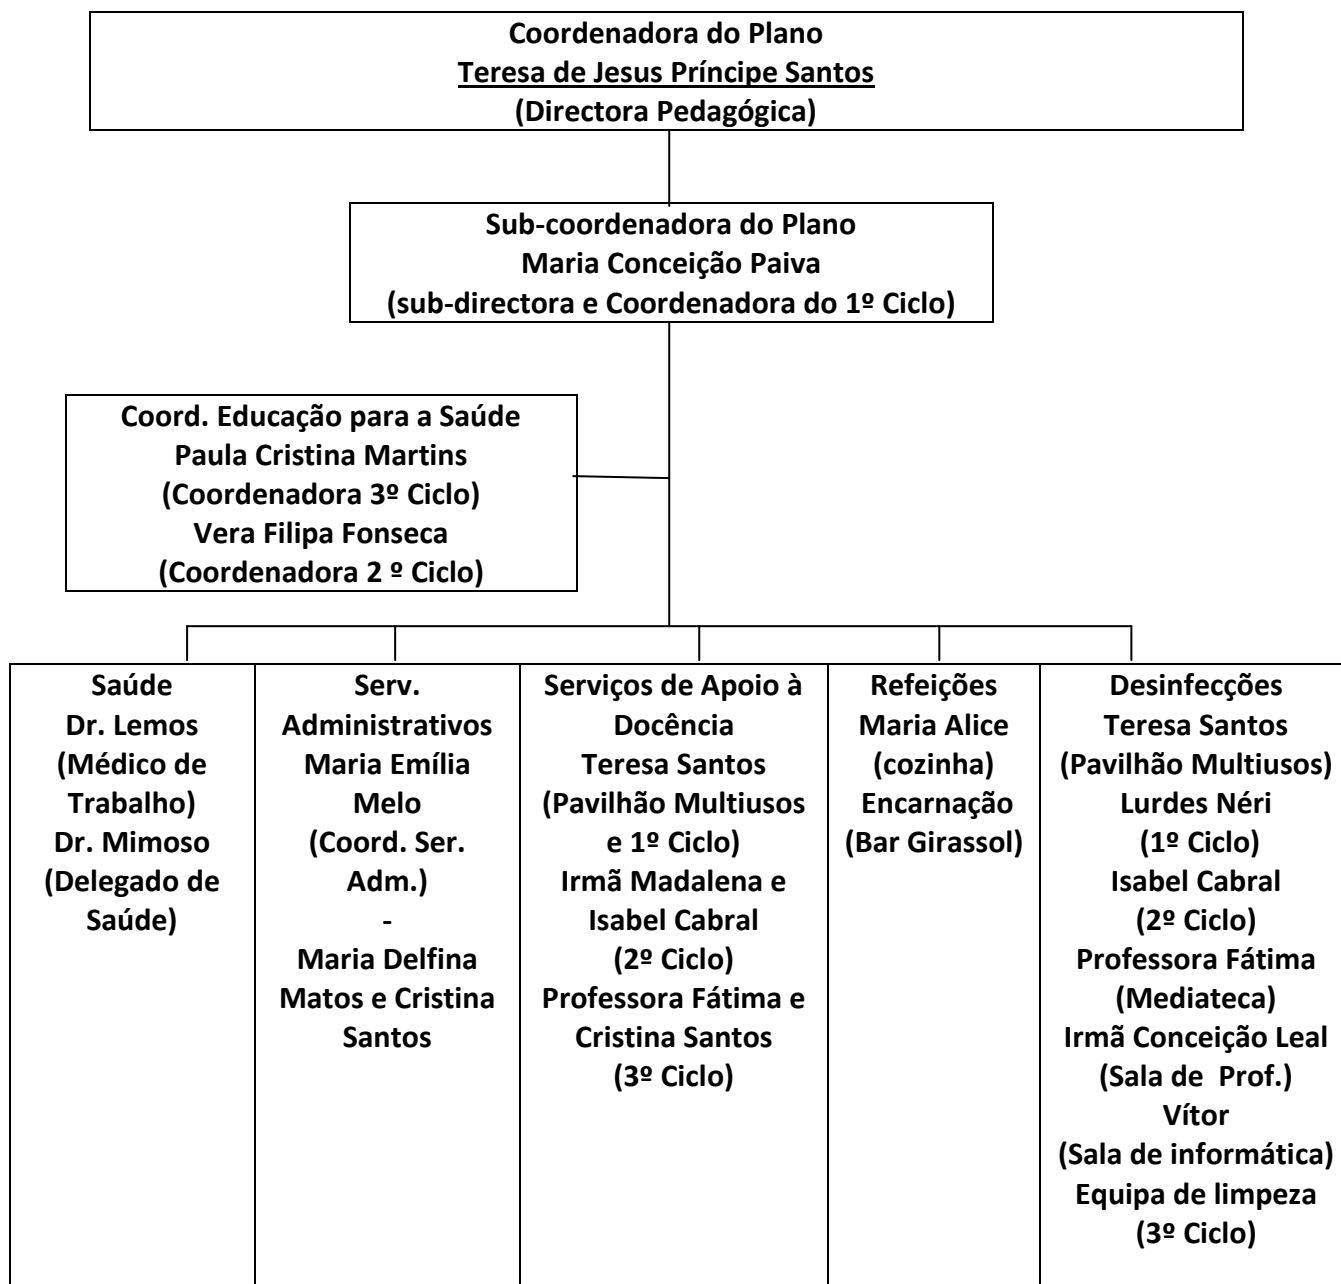 Coordenadora do Plano
Teresa de Jesus Príncipe Santos
(Directora Pedagógica)
Sub-coordenadora do Plano
Maria Conceição Paiva
(sub-directora e Coordenadora do 1º Ciclo)
Coord. Educação para a Saúde
Paula Cristina Martins
(Coordenadora 3º Ciclo)
Vera Filipa Fonseca
(Coordenadora 2 º Ciclo)
Saúde
Dr. Lemos
(Médico de
Trabalho)
Dr. Mimoso
(Delegado de
Saúde)
Serv.
Administrativos
Maria Emília
Melo
(Coord. Ser.
Adm.)
-
Maria Delfina
Matos e Cristina
Santos
Serviços de Apoio à
Docência
Teresa Santos
(Pavilhão Multiusos
e 1º Ciclo)
Irmã Madalena e
Isabel Cabral
(2º Ciclo)
Professora Fátima e
Cristina Santos
(3º Ciclo)
Refeições
Maria Alice
(cozinha)
Encarnação
(Bar Girassol)
Desinfecções
Teresa Santos
(Pavilhão Multiusos)
Lurdes Néri
(1º Ciclo)
Isabel Cabral
(2º Ciclo)
Professora Fátima
(Mediateca)
Irmã Conceição Leal
(Sala de  Prof.)
Vítor
(Sala de informática)
Equipa de limpeza
(3º Ciclo)